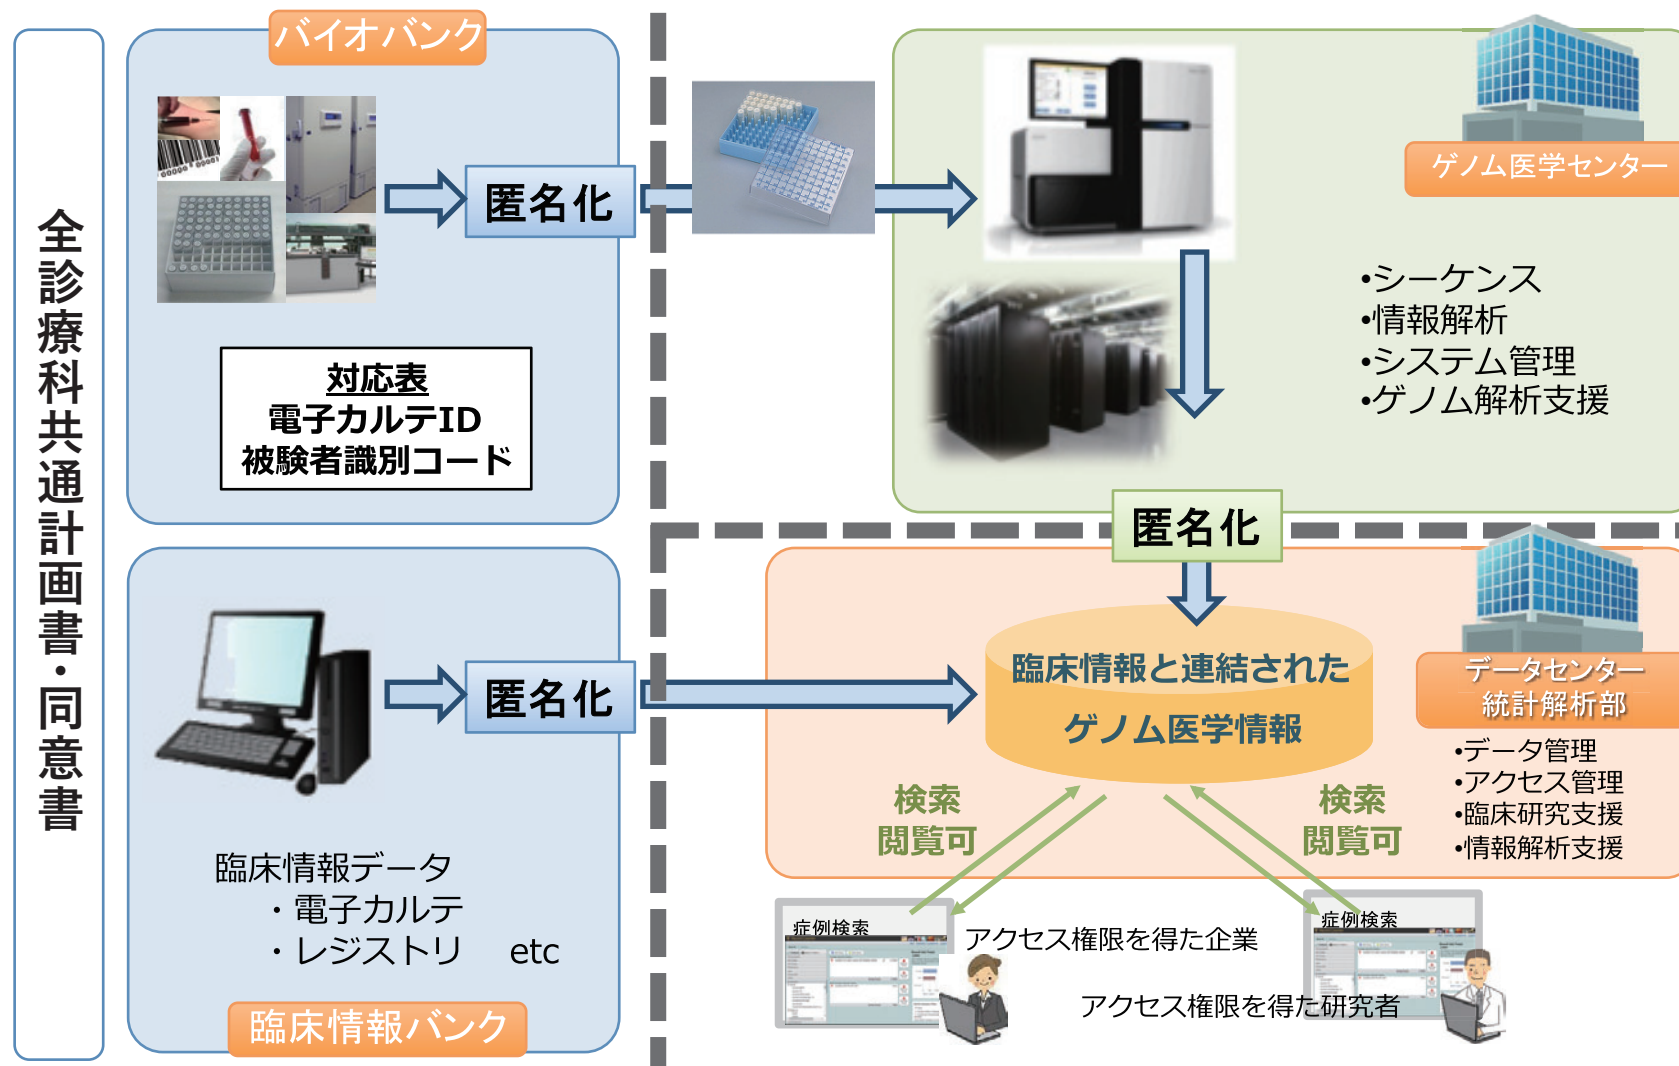 全診療科共通計画書・同意書
バイオバンク
匿名化
対応表
電子カルテID
被験者識別コード
ゲノム医学センター
•シーケンス
•情報解析
•システム管理
•ゲノム解析支援
匿名化
匿名化
臨床情報データ
・電子カルテ
・レジストリ etc
臨床情報バンク
臨床情報と連結された
ゲノム医学情報
データセンター
統計解析部
•データ管理
•アクセス管理
•臨床研究支援
•情報解析支援
検索
閲覧可
検索
閲覧可
症例検索
アクセス権限を得た企業
症例検索
アクセス権限を得た研究者